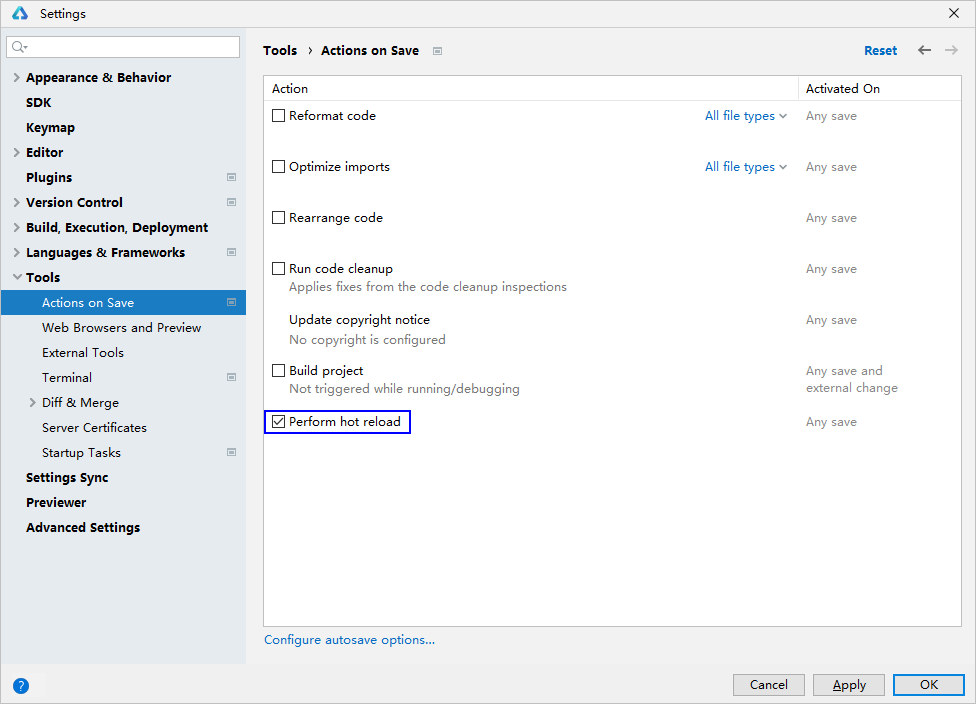 Settings
Appearance & Behavior
SDK
Keymap
Editor
Plugins
Version Control
Build, Execution, Deployment
Languages & Frameworks
Tools
Actions on Save
Web Browsers and Preview
External Tools
Terminal
Diff & Merge
Server Certificates
Startup Tasks
Settings Sync
Previewer
Advanced Settings
Tools › Actions on Save
Reset
Action
Activated On
Reformat code
All file types
Any save
Optimize imports
All file types
Any save
Rearrange code
Any save
Run code cleanup
Any save
Applies fixes from the code cleanup inspections
Update copyright notice
Any save
No copyright is configured
Build project
Any save and
Not triggered while running/debugging
external change
Perform hot reload
Any save
Configure autosave options...
?
Cancel
Apply
OK